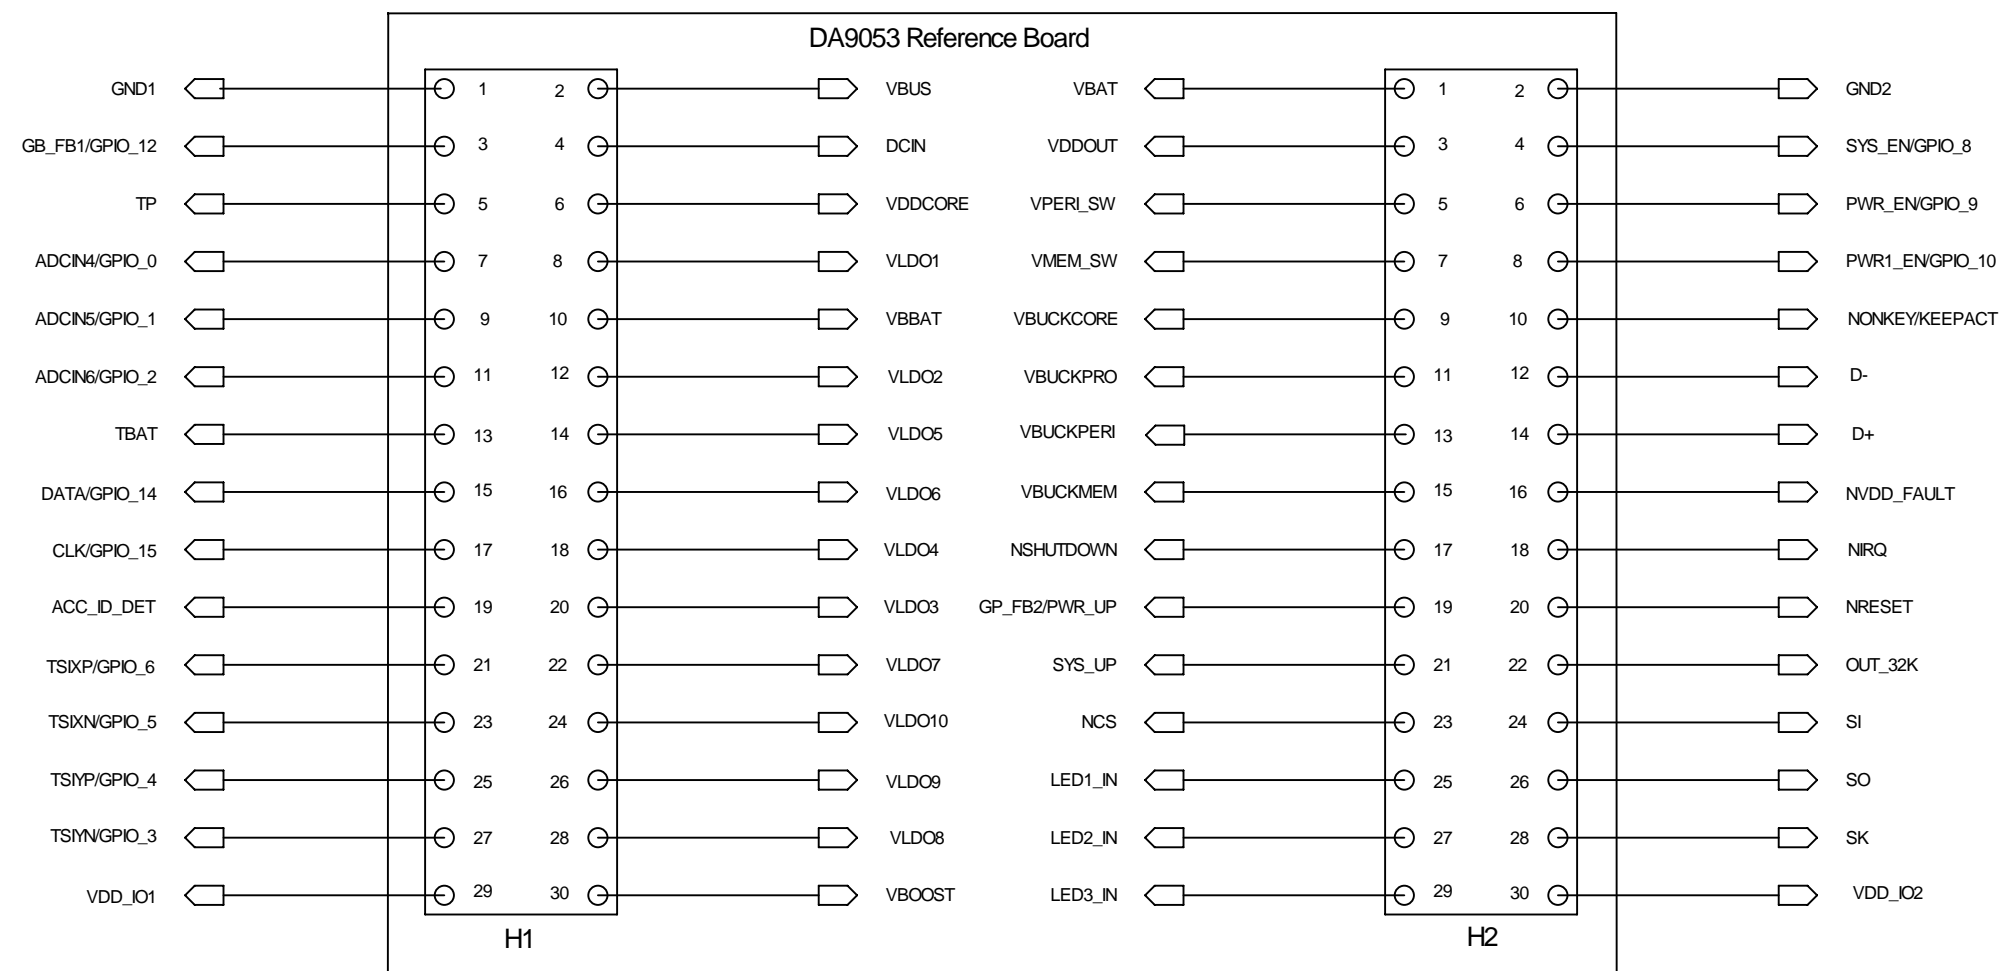 DA9053 Reference Board
GND1 1 2 VBUS VBAT 1 2 GND2
GB_FB1/GPIO_12 3 4 DCIN VDDOUT 3 4 SYS_EN/GPIO_8
TP 5 6 VDDCORE VPERI_SW 5 6 PWR_EN/GPIO_9
ADCIN4/GPIO_0 7 8 VLDO1 VMEM_SW 7 8 PWR1_EN/GPIO_10
ADCIN5/GPIO_1 9 10 VBBAT VBUCKCORE 9 10 NONKEY/KEEPACT
ADCIN6/GPIO_2 11 12 VLDO2 VBUCKPRO 11 12 D-
TBAT 13 14 VLDO5 VBUCKPERI 13 14 D+
DATA/GPIO_14 15 16 VLDO6 VBUCKMEM 15 16 NVDD_FAULT
CLK/GPIO_15 17 18 VLDO4 NSHUTDOWN 17 18 NIRQ
ACC_ID_DET 19 20 VLDO3 GP_FB2/PWR_UP 19 20 NRESET
TSIXP/GPIO_6 21 22 VLDO7 SYS_UP 21 22 OUT_32K
TSIXN/GPIO_5 23 24 VLDO10 NCS 23 24 SI
TSIYP/GPIO_4 25 26 VLDO9 LED1_IN 25 26 SO
TSIYN/GPIO_3 27 28 VLDO8 LED2_IN 27 28 SK
VDD_IO1 29 30 VBOOST LED3_IN 29 30 VDD_IO2
H1 H2